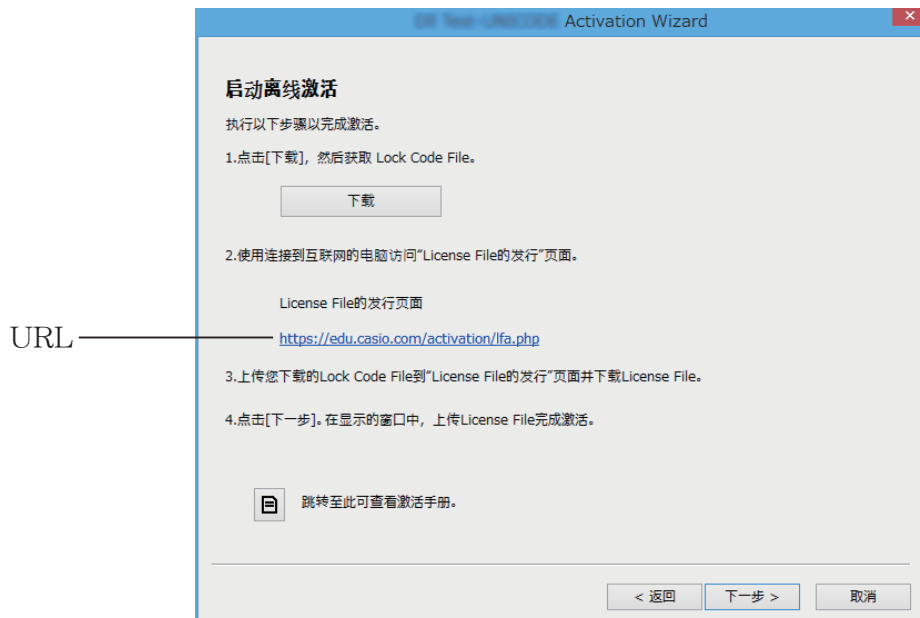 Activation Wizard
启动离线激活
执行以下步骤以完成激活。
1.点击[下载]，然后获取 Lock Code File。
下载
2.使用连接到互联网的电脑访问“License File的发行”页面。
License File的发行页面
URL
https://edu.casio.com/activation/lfa.php
3.上传您下载的Lock Code File到“License File的发行”页面并下载License File。
4.点击[下一步]。在显示的窗口中，上传License File完成激活。
跳转至此可查看激活手册。
< 返回 下一步 > 取消